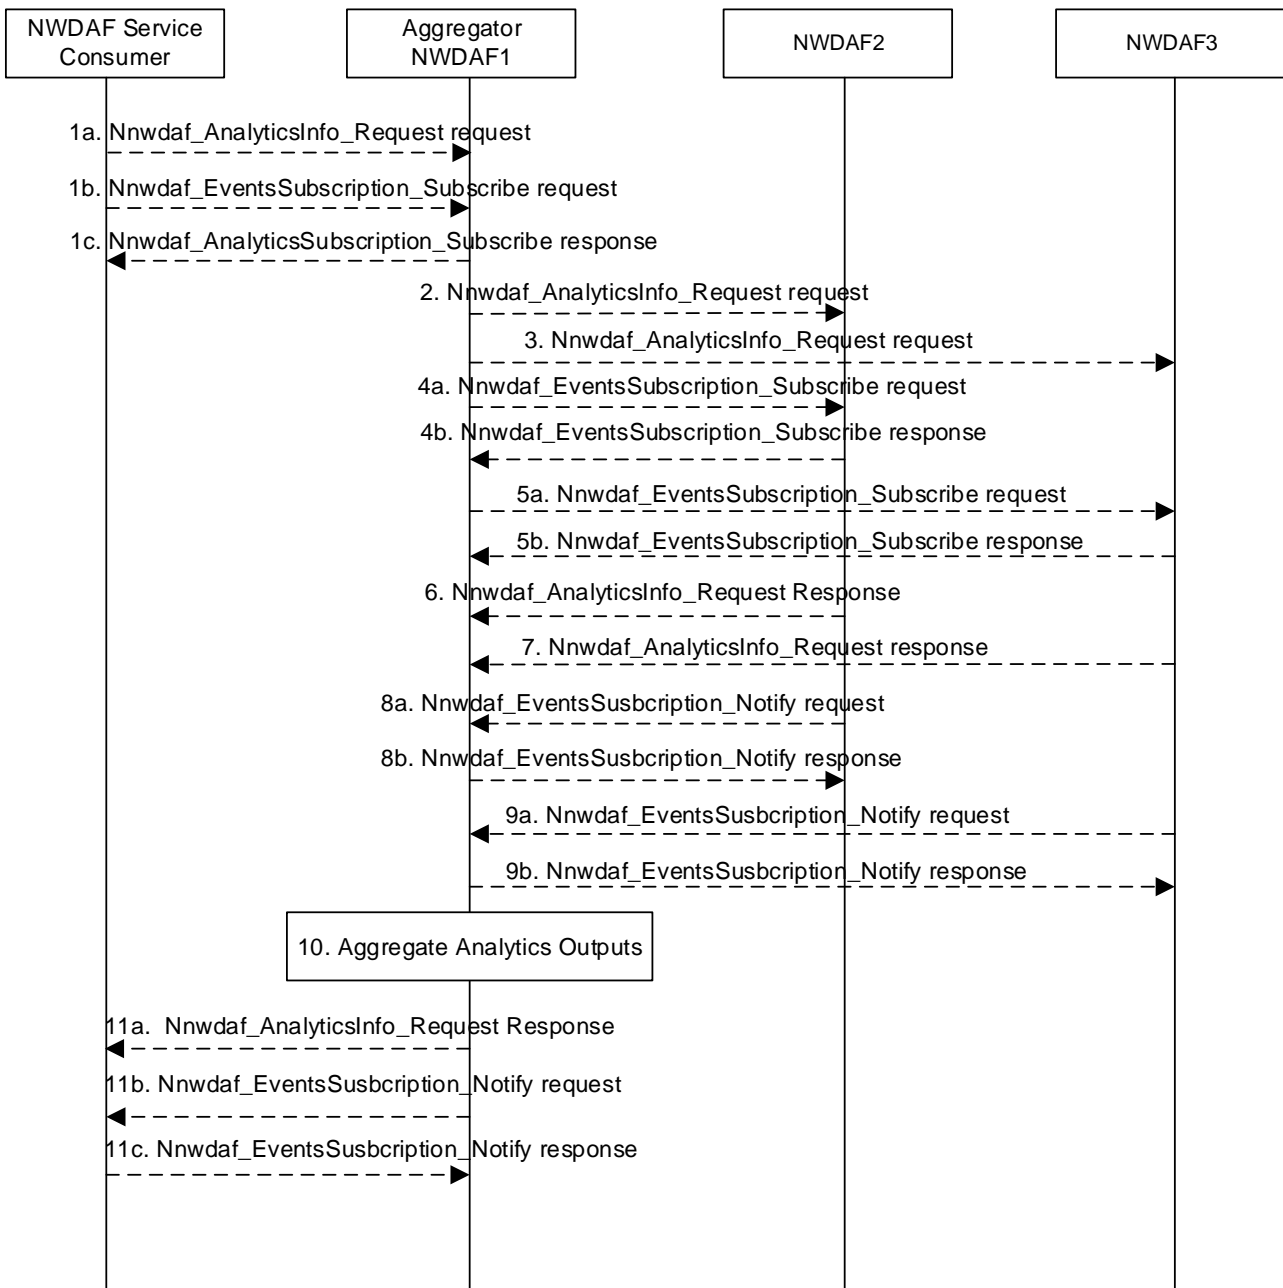 NWDAF Service
Consumer
Aggregator
NWDAF1
NWDAF2
NWDAF3
1a. Nnwdaf_AnalyticsInfo_Request request
1b. Nnwdaf_EventsSubscription_Subscribe request
1c. Nnwdaf_AnalyticsSubscription_Subscribe response
2. Nnwdaf_AnalyticsInfo_Request request
3. Nnwdaf_AnalyticsInfo_Request request
4a. Nnwdaf_EventsSubscription_Subscribe request
4b. Nnwdaf_EventsSubscription_Subscribe response
5a. Nnwdaf_EventsSubscription_Subscribe request
5b. Nnwdaf_EventsSubscription_Subscribe response
6. Nnwdaf_AnalyticsInfo_Request Response
7. Nnwdaf_AnalyticsInfo_Request response
8a. Nnwdaf_EventsSusbcription_Notify request
8b. Nnwdaf_EventsSusbcription_Notify response
9a. Nnwdaf_EventsSusbcription_Notify request
9b. Nnwdaf_EventsSusbcription_Notify response
10. Aggregate Analytics Outputs
11a. Nnwdaf_AnalyticsInfo_Request Response
11b. Nnwdaf_EventsSusbcription_Notify request
11c. Nnwdaf_EventsSusbcription_Notify response